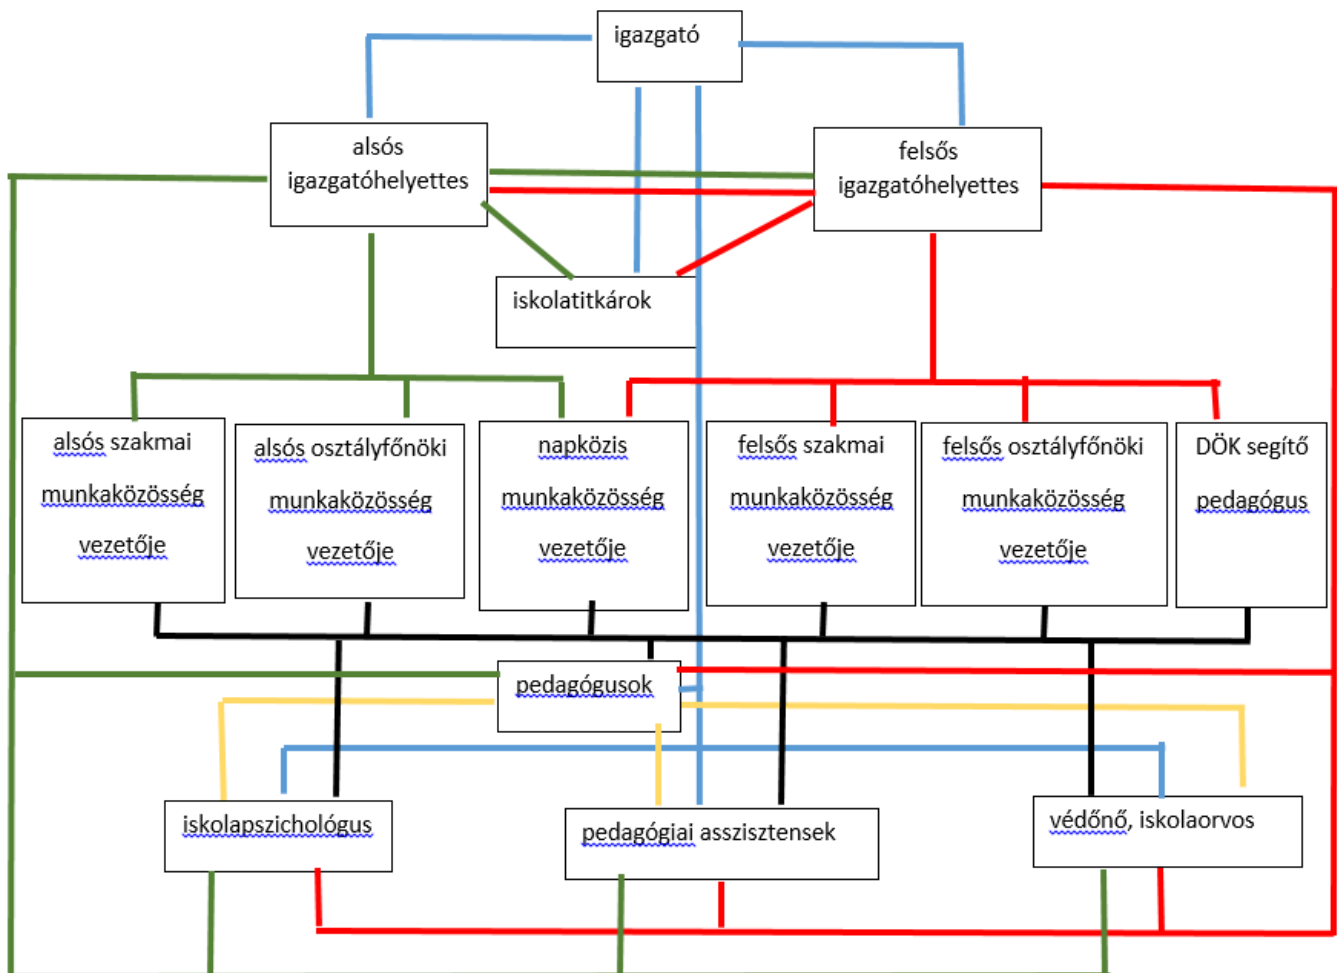 igazgató
alsós
igazgatóhelyettes
felsős
igazgatóhelyettes
iskolatitkárok
alsós szakmai
munkaközösség
vezetője
alsós osztályfőnöki
munkaközösség
vezetője
napközis
munkaközösség
vezetője
felsős szakmai
munkaközösség
vezetője
felsős osztályfőnöki
munkaközösség
vezetője
DÖK segítő
pedagógus
pedagógusok
iskolapszichológus
pedagógiai asszisztensek
védőnő, iskolaorvos